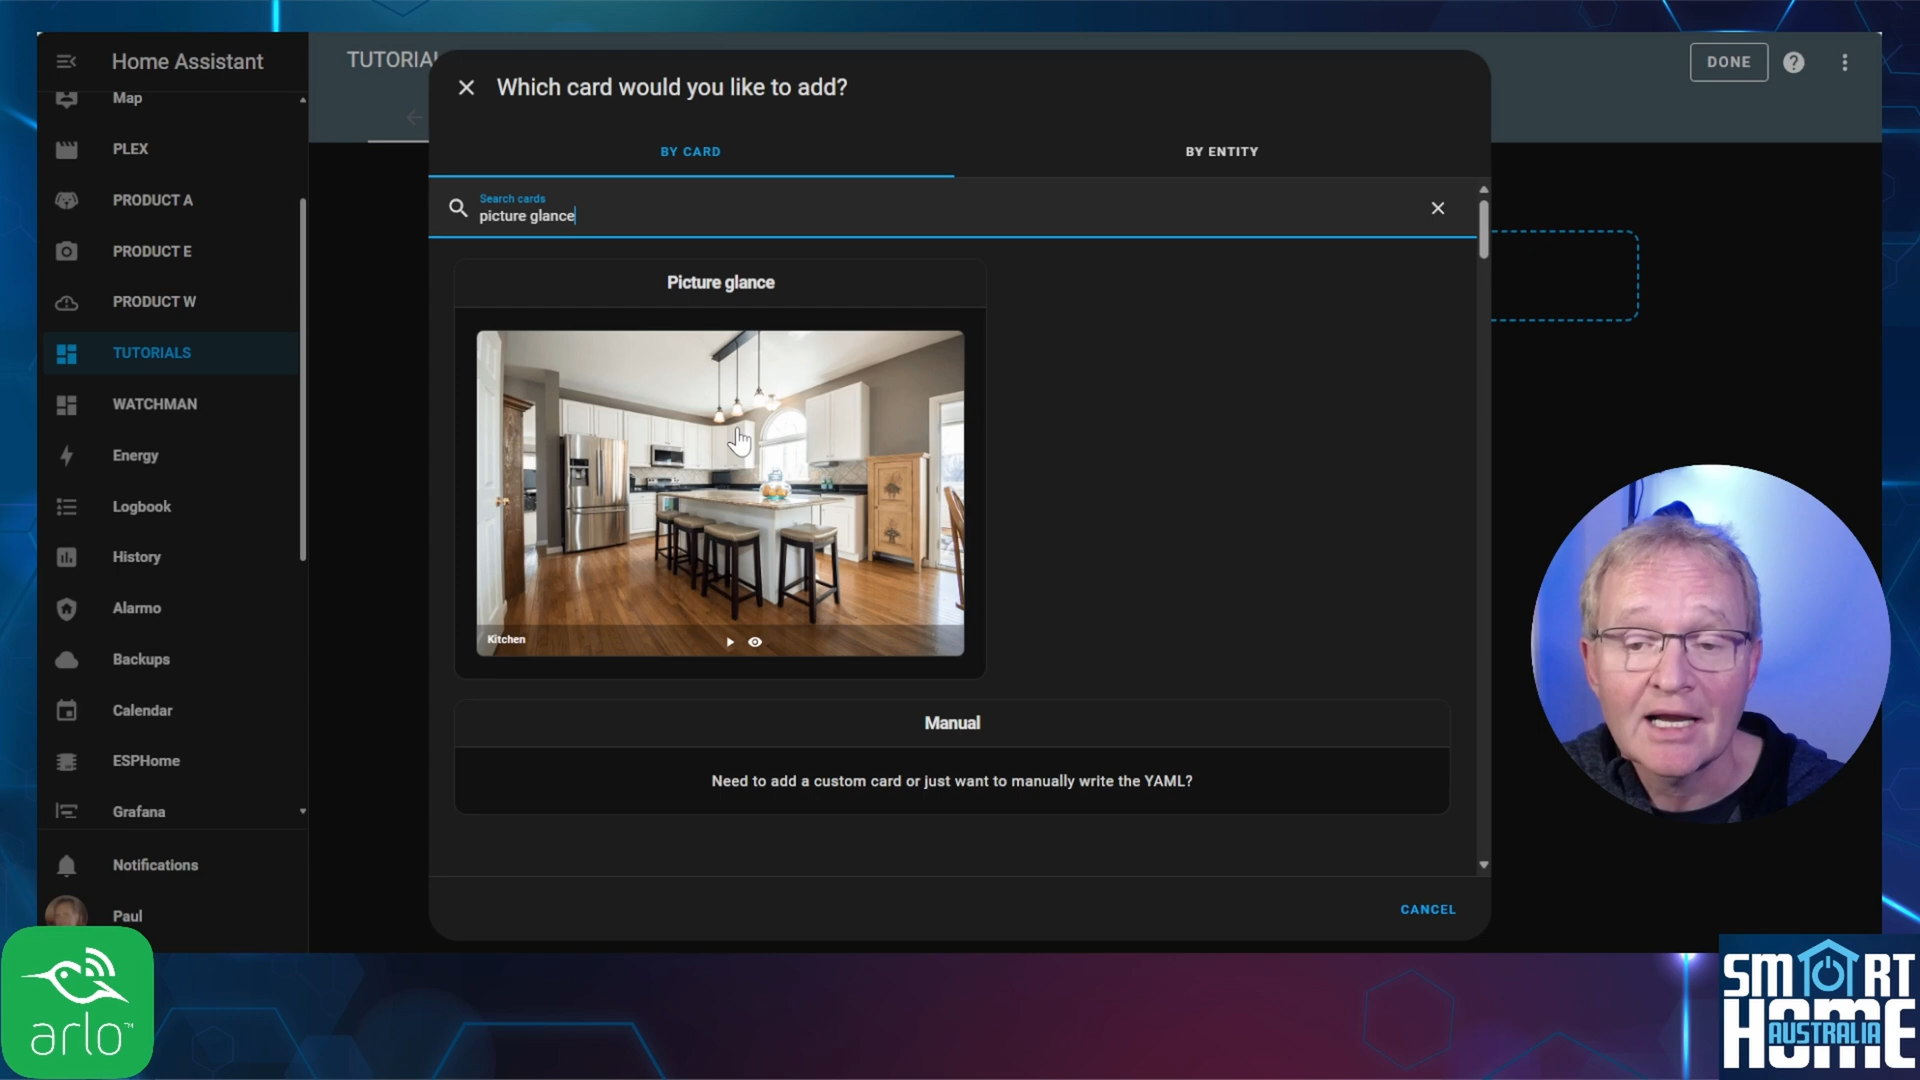 Home Assistant
Map
PLEX
PRODUCT A
PRODUCT E
PRODUCT W
TUTORIALS
WATCHMAN
Energy
Logbook
History
Alarmo
Backups
Calendar
ESPHome
Grafana
Notifications
Paul
TUTORIAL
DONE
Which card would you like to add?
BY CARD
BY ENTITY
Search cards
picture glance
Picture glance
Kitchen
Manual
Need to add a custom card or just want to manually write the YAML?
CANCEL
arlo™
SMART
HOME
AUSTRALIA